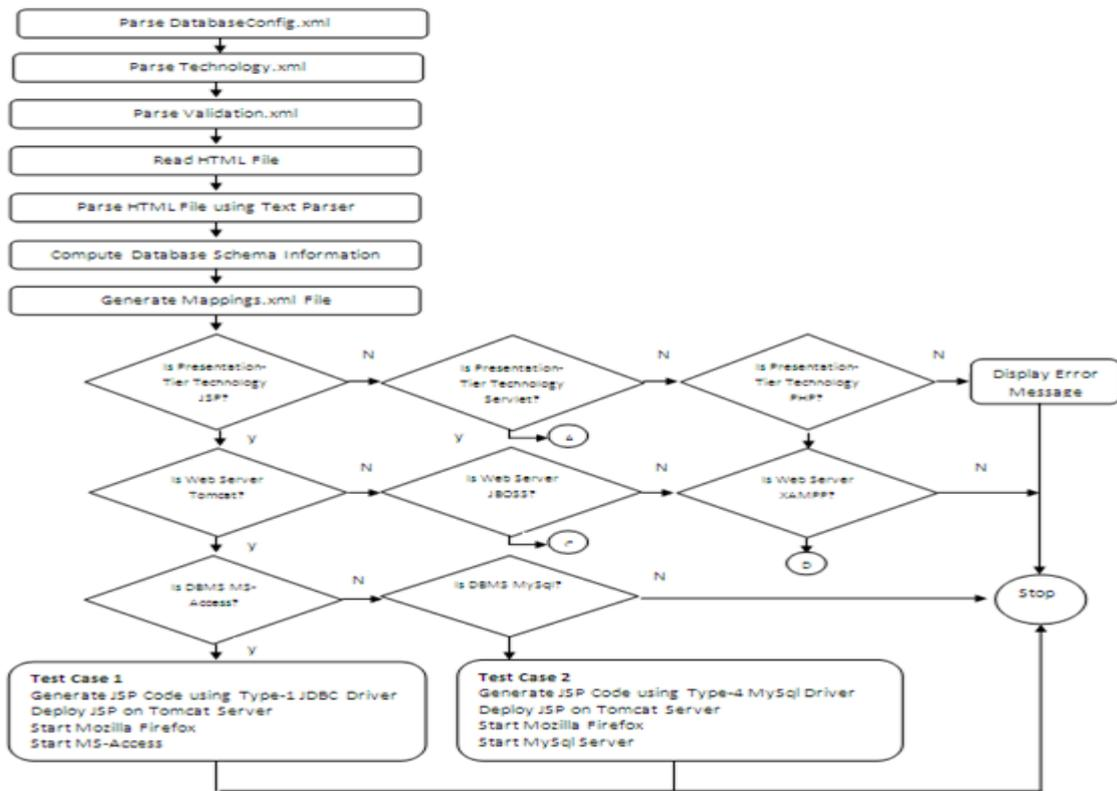 Parse DatabaseConfig.xml
Parse Technology.xml
Parse Validation.xml
Read HTML File
Parse HTML File using Text Parser
Compute Database Schema Information
Generate Mappings.xml File
Is Presentation-
Tier Technology
JSP?
N
Is Presentation-
Tier Technology
Servlet?
N
Is Presentation-
Tier Technology
PHP?
N
Display Error
Message
y
y
A
Is Web Server
Tomcat?
N
Is Web Server
JBOSS?
N
Is Web Server
XAMPP?
N
y
C
D
Is DBMS MS-
Access?
N
Is DBMS MySql?
N
Stop
y
Test Case 1
Generate JSP Code using Type-1 JDBC Driver
Deploy JSP on Tomcat Server
Start Mozilla Firefox
Start MS-Access
Test Case 2
Generate JSP Code using Type-4 MySql Driver
Deploy JSP on Tomcat Server
Start Mozilla Firefox
Start MySql Server